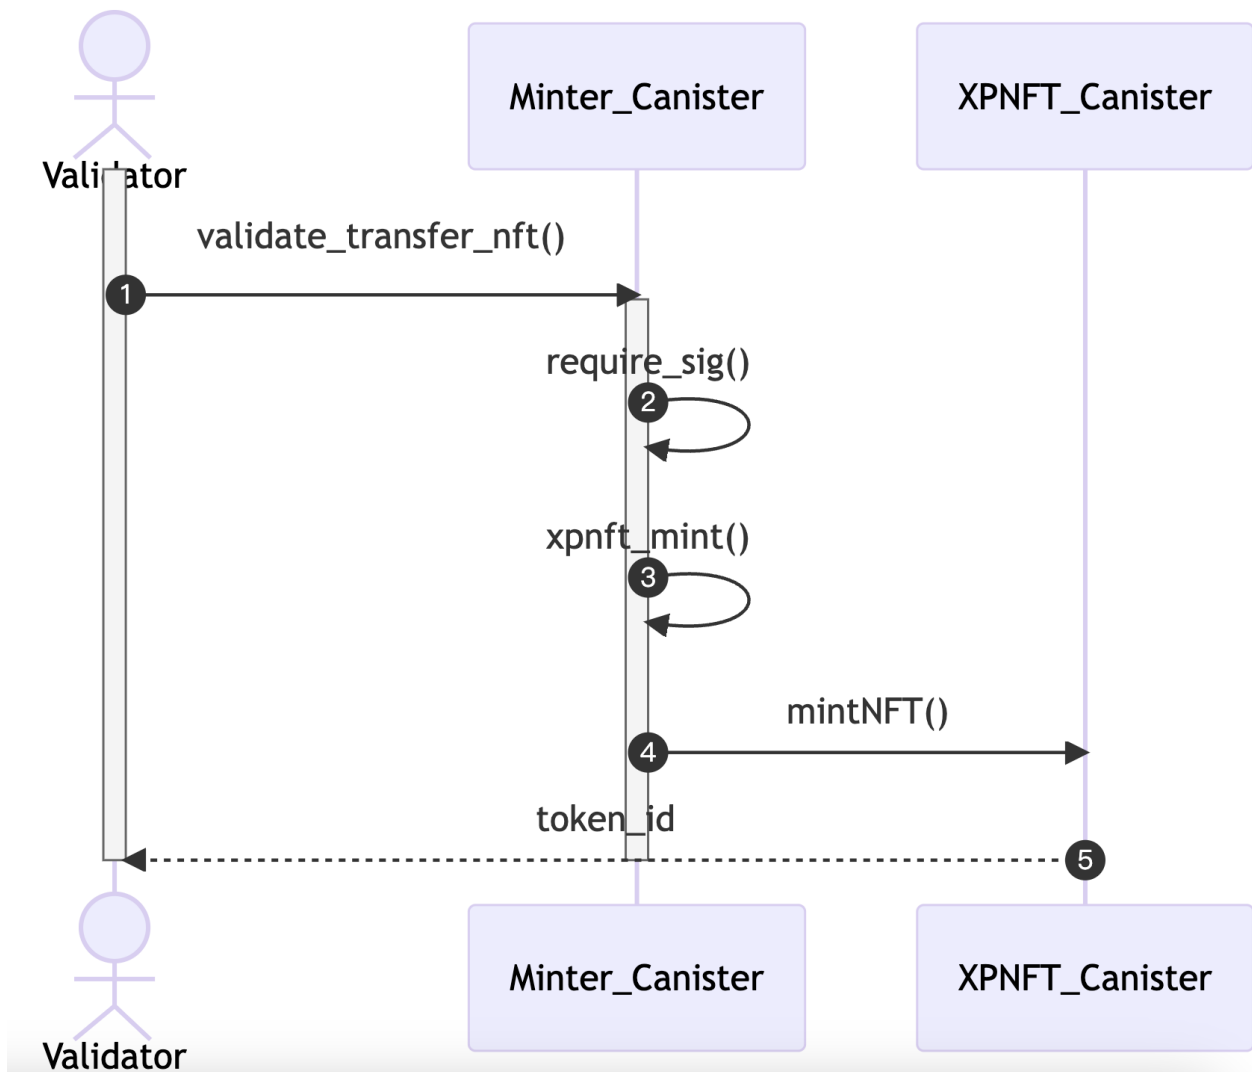 Minter_Canister
XPNFT_Canister
Validator
validate_transfer_nft()
1
require_sig()
2
xpnft_mint()
3
mintNFT()
4
token_id
5
Minter_Canister
XPNFT_Canister
Validator